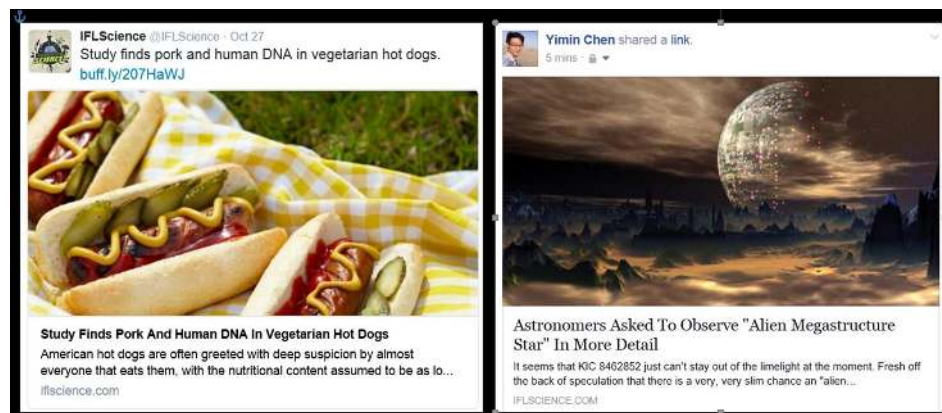 IFLScience @IFLScience · Oct 27
Study finds pork and human DNA in vegetarian hot dogs.
buff.ly/207HaWJ
Study Finds Pork And Human DNA In Vegetarian Hot Dogs
American hot dogs are often greeted with deep suspicion by almost
everyone that eats them, with the nutritional content assumed to be as lo...
iflscience.com
Yimin Chen shared a link.
5 mins ·
Astronomers Asked To Observe "Alien Megastructure
Star" In More Detail
It seems that KIC 8462852 just can't stay out of the limelight at the moment. Fresh off
the back of speculation that there is a very, very slim chance an "alien...
IFLSCIENCE.COM